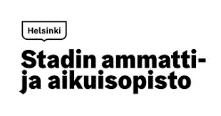 Helsinki
Stadin ammatti-
ja aikuisopisto